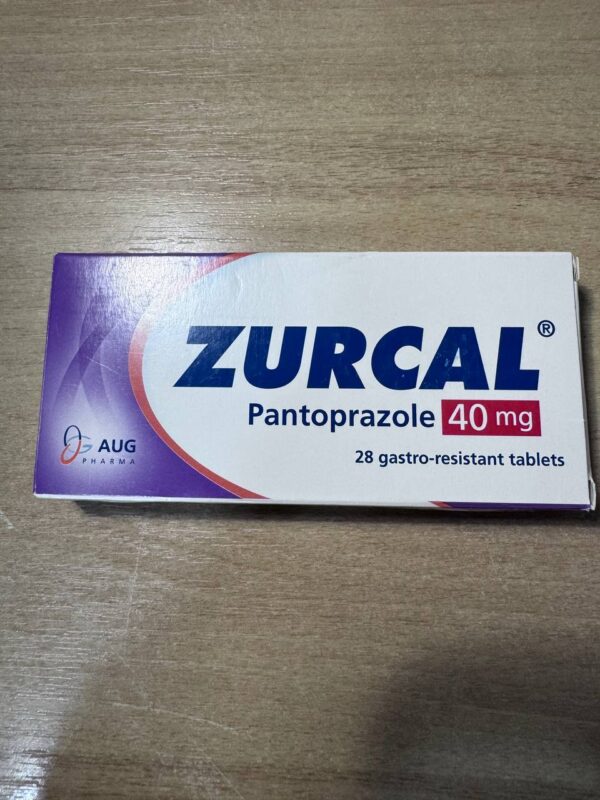 ZURCAL®
Pantoprazole 40 mg
28 gastro-resistant tablets
AUG
PHARMA